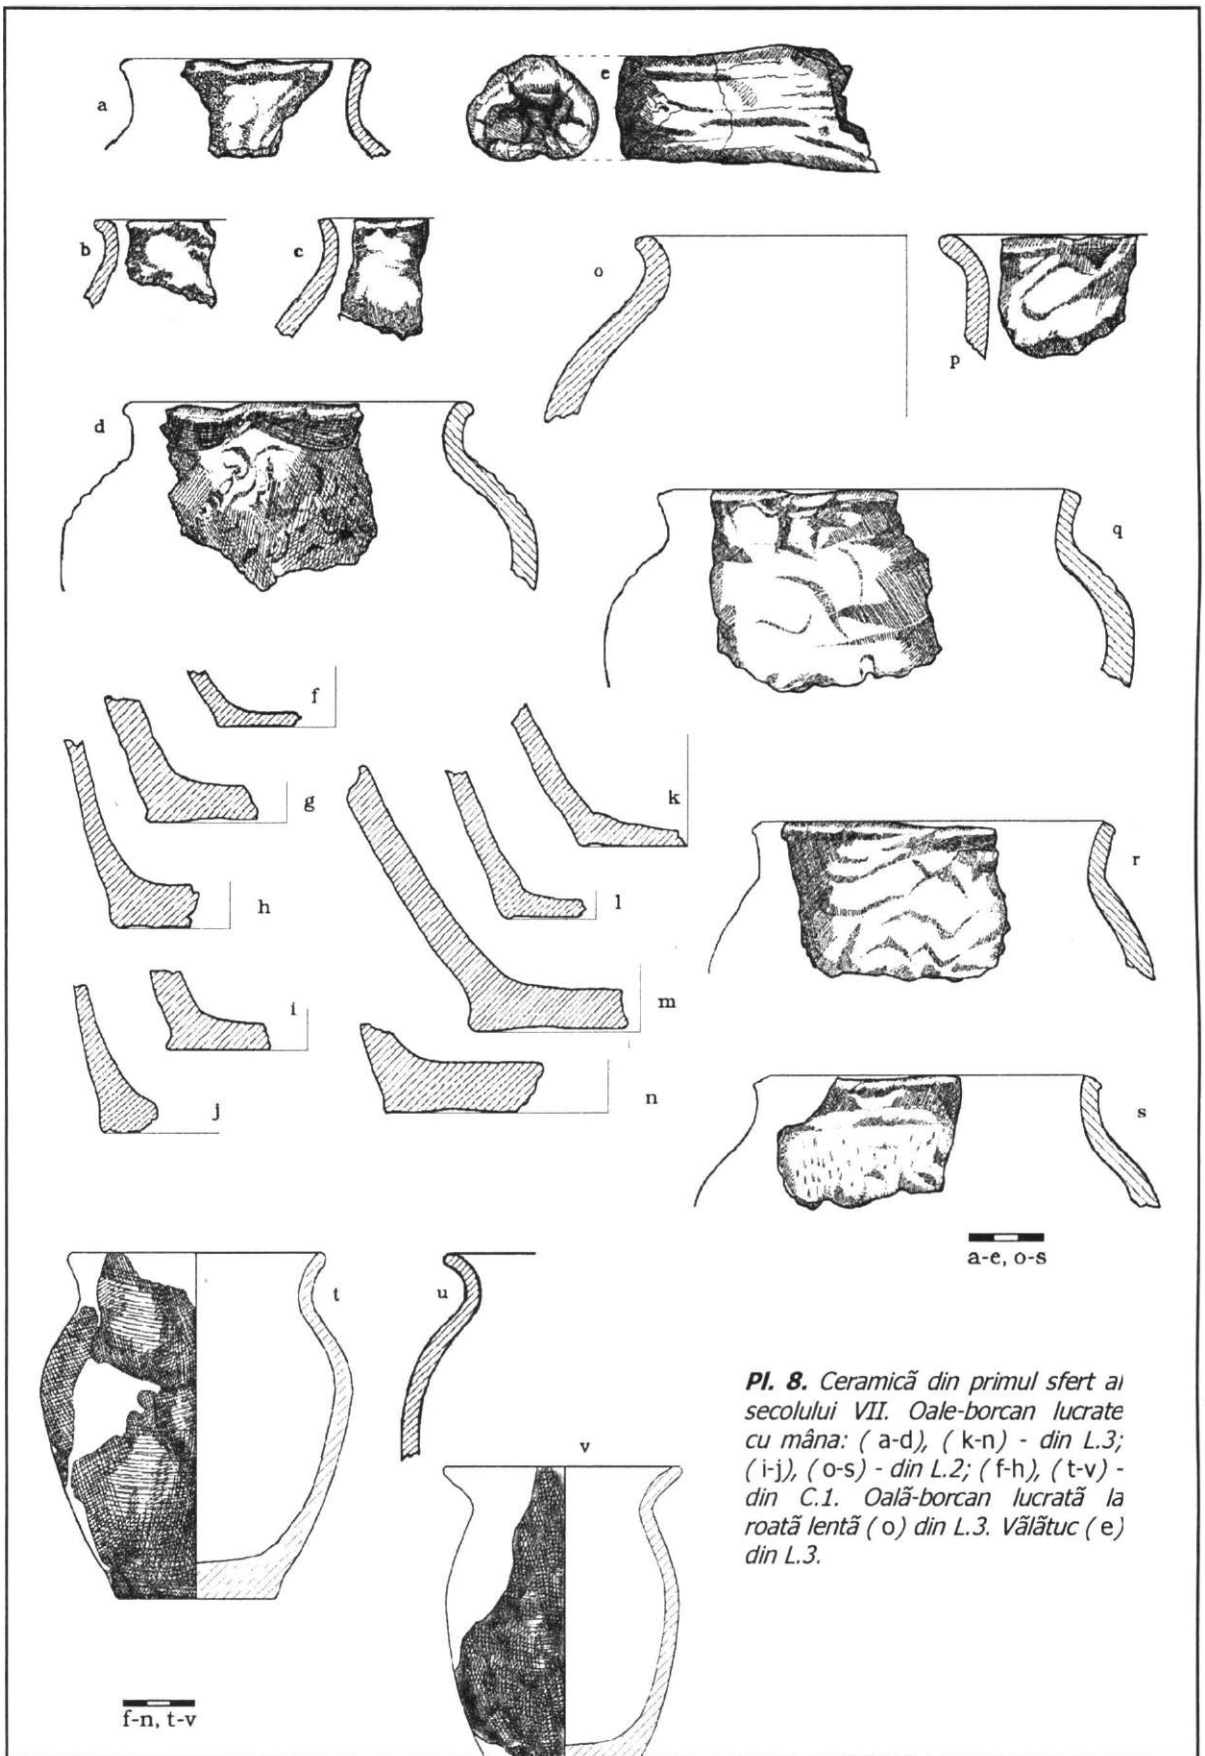 a
e
b
c
o
p
d
q
f
g
k
h
l
r
i
m
j
n
s
a-e, o-s
t
u
v
Pl. 8. Ceramicã din primul sfert al
secolului VII. Oale-borcan lucrate
cu mâna: ( a-d), ( k-n) - din L.3;
( i-j), ( o-s) - din L.2; ( f-h), ( t-v) -
din C.1. Oalã-borcan lucratã la
roatã lentã ( o) din L.3. Vãlãtuc ( e)
din L.3.
f-n, t-v